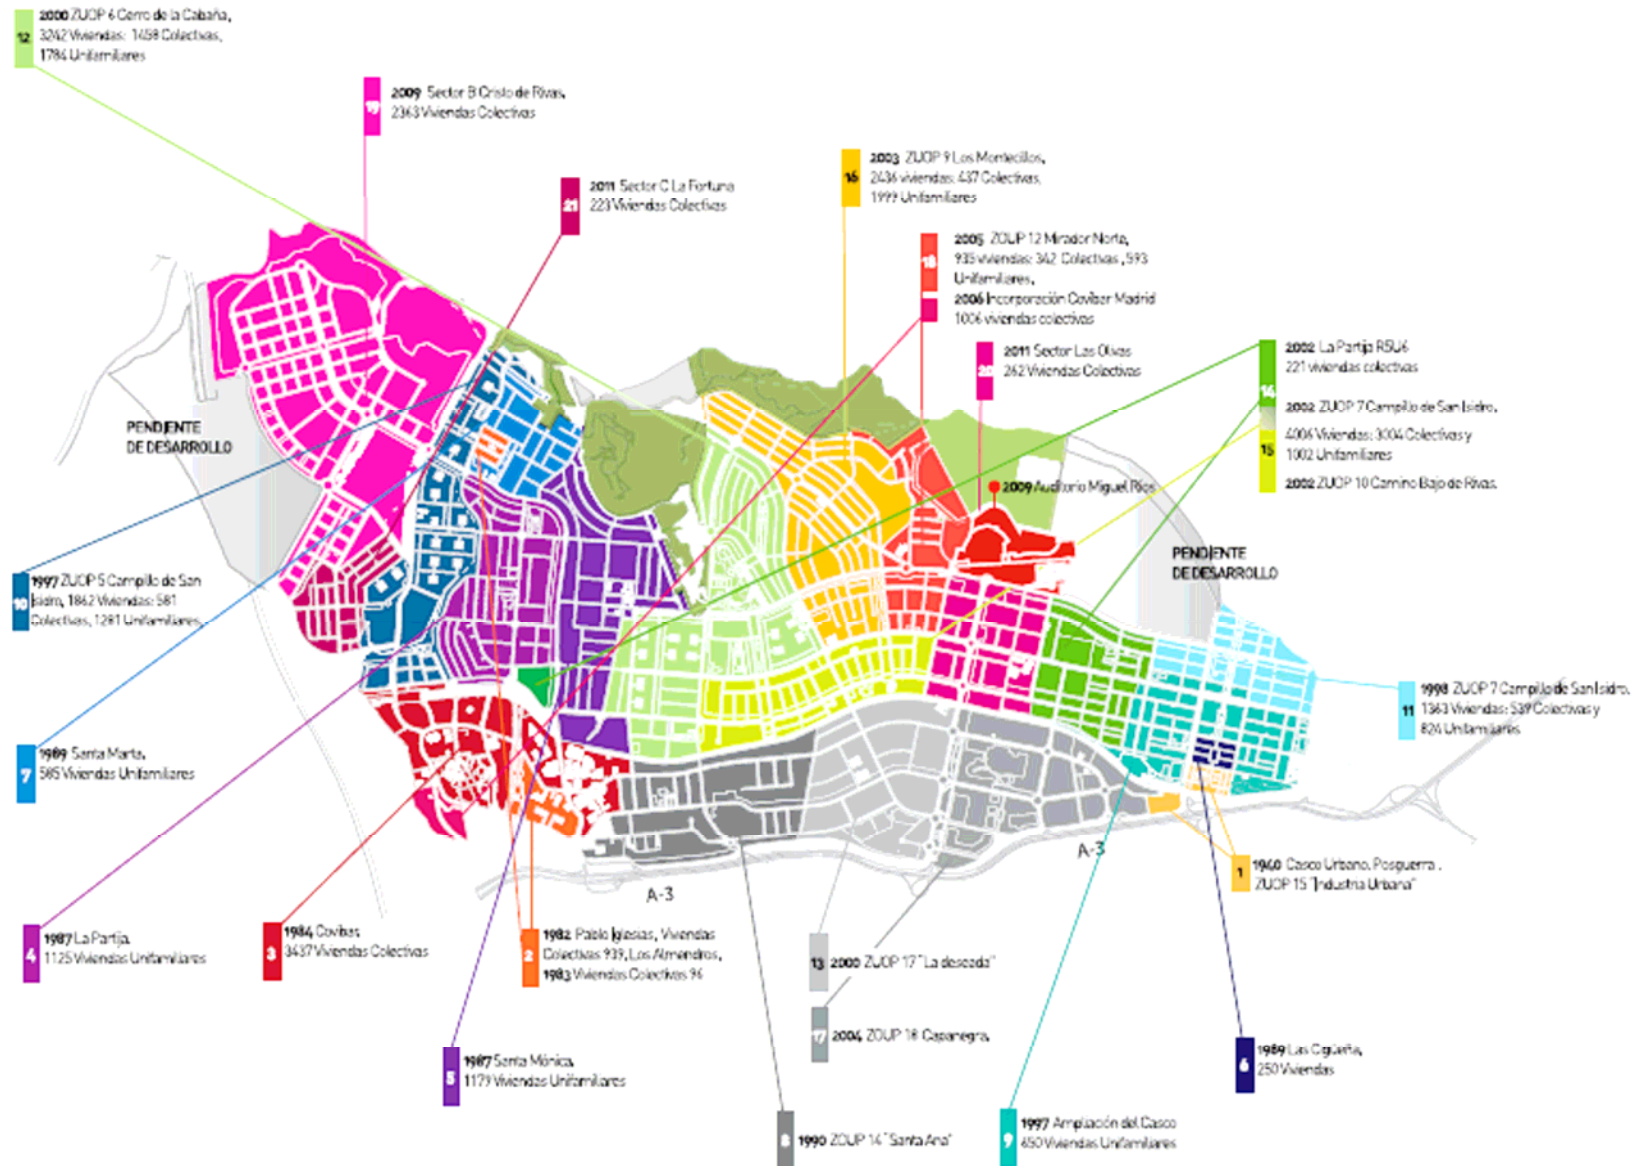 12
2000 ZUOP 6 Cerro de la Cabaña,
3242 Viviendas: 1458 Colectivas,
1784 Unifamiliares
19
2009 Sector B Cristo de Rivas,
2363 Viviendas Colectivas
21
2011 Sector C La Fortuna
223 Viviendas Colectivas
16
2003 ZUOP 9 Los Montecillos,
2436 viviendas: 437 Colectivas,
1999 Unifamiliares
18
2005 ZOUP 12 Mirador Norte,
935 viviendas: 342 Colectivas, 593
Unifamiliares,
2006 Incorporación Covibar Madrid
1006 viviendas colectivas
20
2011 Sector Las Olivas
262 Viviendas Colectivas
14
2002 La Partija R5U6
221 viviendas colectivas
2002 ZUOP 7 Campillo de San Isidro,
4006 Viviendas: 3004 Colectivas y
1002 Unifamiliares
15
2002 ZUOP 10 Camino Bajo de Rivas.
PENDIENTE
DE DESARROLLO
2009 Auditorio Miguel Ríos
PENDIENTE
DE DESARROLLO
10
1997 ZUOP 5 Campillo de San
Isidro, 1862 Viviendas: 581
Colectivas, 1281 Unifamiliares,
11
1998 ZUOP 7 Campillo de San Isidro,
1363 Viviendas: 539 Colectivas y
824 Unifamiliares
7
1989 Santa Marta,
585 Viviendas Unifamiliares
A-3
A-3
1
1940 Casco Urbano. Posguerra.
ZUOP 15 "Industria Urbana"
4
1987 La Partija,
1125 Viviendas Unifamiliares
3
1984 Covibar,
3437 Viviendas Colectivas
2
1982 Pablo Iglesias, Viviendas
Colectivas 939, Los Almendros,
1983 Viviendas Colectivas 96
13
2000 ZUOP 17 "La deseada"
17
2004 ZOUP 18 Capanegra,
5
1987 Santa Mónica,
1179 Viviendas Unifamiliares
6
1989 Las Cigüeña,
250 Viviendas
8
1990 ZOUP 14 "Santa Ana"
9
1997 Ampliación del Casco
650 Viviendas Unifamiliares